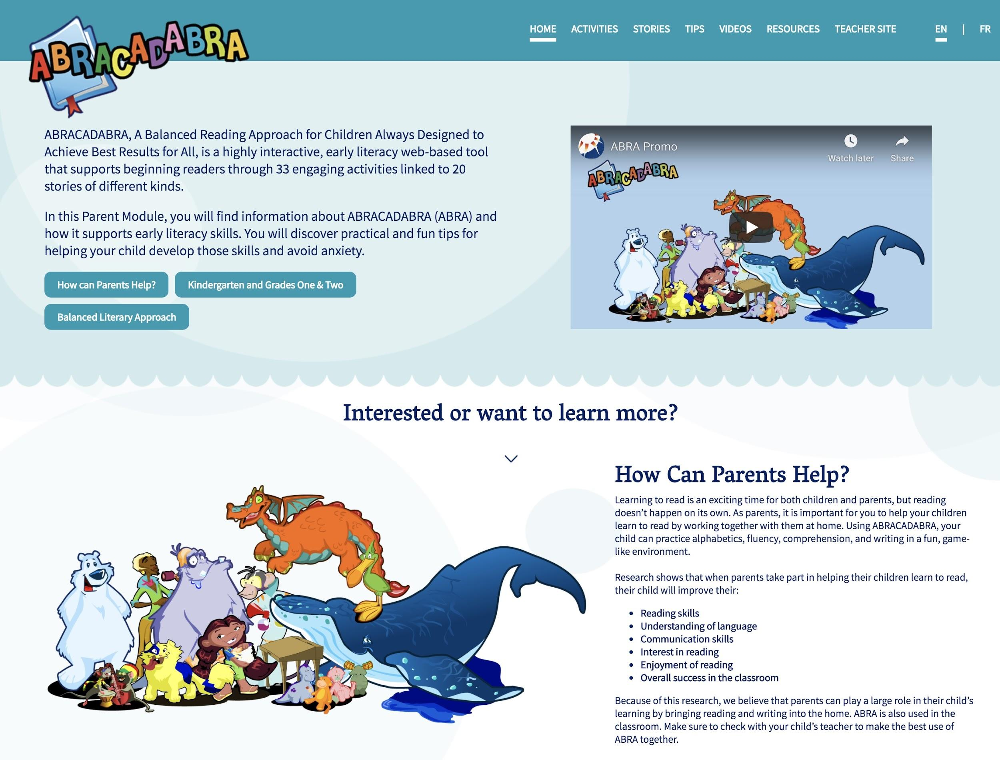 ABRACADABRA
HOME ACTIVITIES STORIES TIPS VIDEOS RESOURCES TEACHER SITE EN | FR
ABRACADABRA, A Balanced Reading Approach for Children Always Designed to
Achieve Best Results for All, is a highly interactive, early literacy web-based tool
that supports beginning readers through 33 engaging activities linked to 20
stories of different kinds.
In this Parent Module, you will find information about ABRACADABRA (ABRA) and
how it supports early literacy skills. You will discover practical and fun tips for
helping your child develop those skills and avoid anxiety.
How can Parents Help? Kindergarten and Grades One & Two
Balanced Literary Approach
ABRA Promo
Watch later Share
ABRACADABRA
Interested or want to learn more?
How Can Parents Help?
Learning to read is an exciting time for both children and parents, but reading
doesn’t happen on its own. As parents, it is important for you to help your children
learn to read by working together with them at home. Using ABRACADABRA, your
child can practice alphabetics, fluency, comprehension, and writing in a fun, game-
like environment.
Research shows that when parents take part in helping their children learn to read,
their child will improve their:
• Reading skills
• Understanding of language
• Communication skills
• Interest in reading
• Enjoyment of reading
• Overall success in the classroom
Because of this research, we believe that parents can play a large role in their child’s
learning by bringing reading and writing into the home. ABRA is also used in the
classroom. Make sure to check with your child’s teacher to make the best use of
ABRA together.